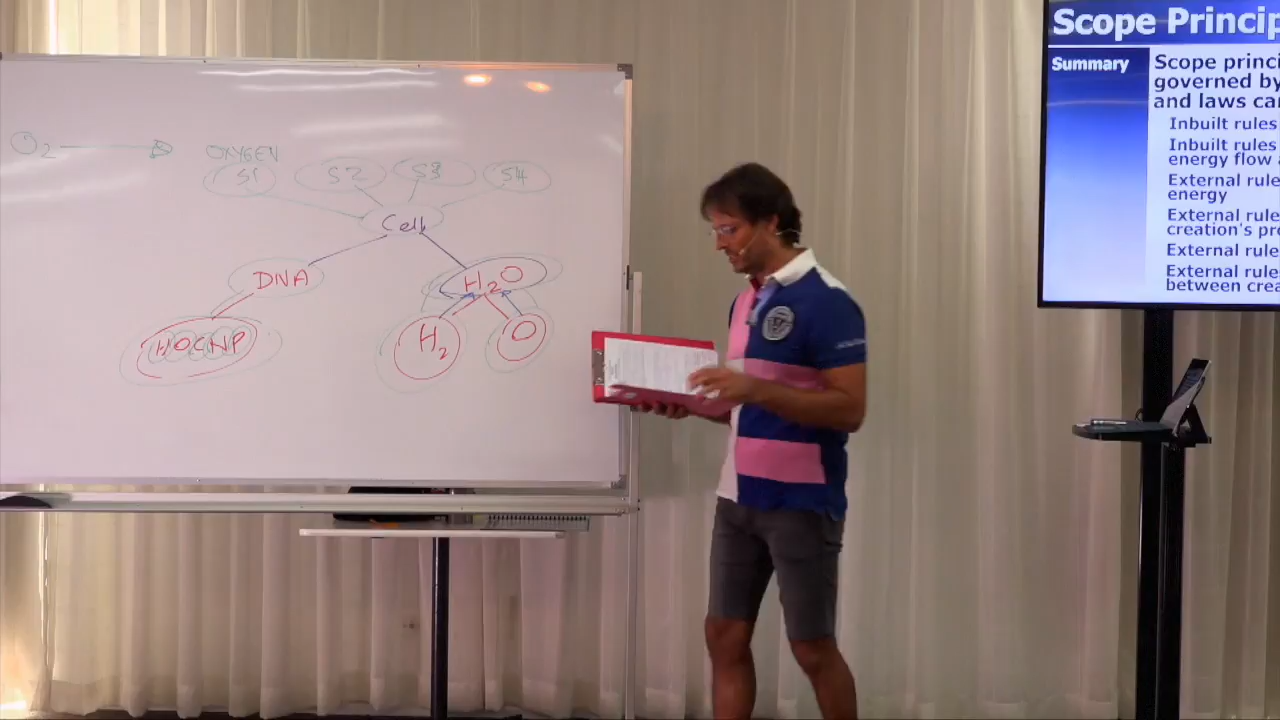 O2
OXYGEN
S1 S2 S3 S4
Cell
DNA H2O
HOCNP H2 O
Scope Princip
Summary
Scope princi
governed by
and laws ca
Inbuilt rules
Inbuilt rules
energy flow
External rule
energy
External rule
creation's pr
External rule
External rule
between crea